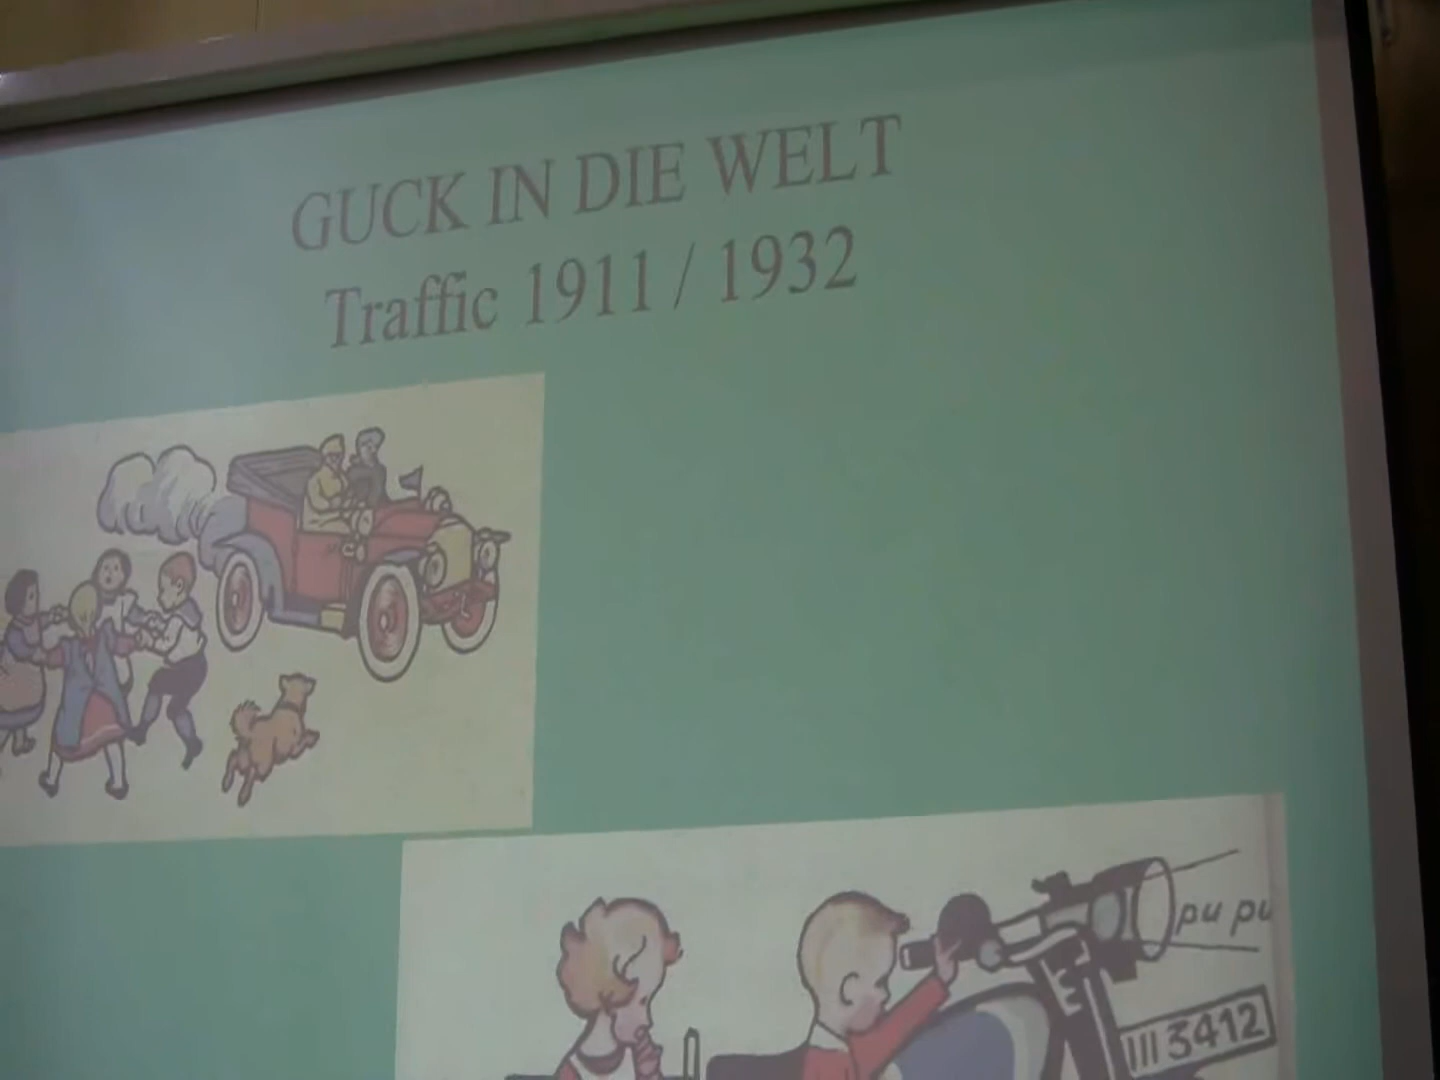 GUCK IN DIE WELT
Traffic 1911 / 1932
pu pu
III 3412